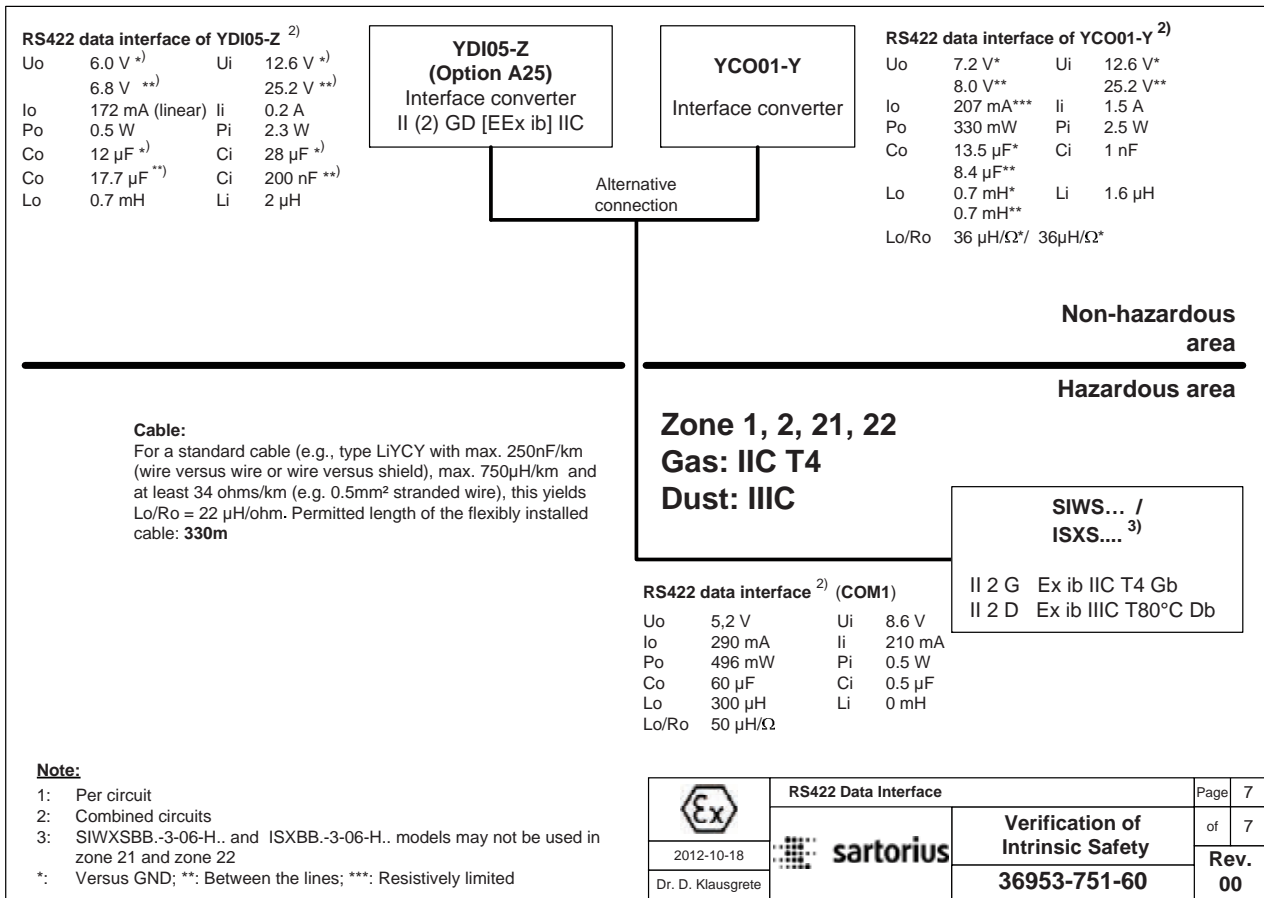 RS422 data interface of YDI05-Z 2)
Uo 6.0 V *) Ui 12.6 V *)
6.8 V **) 25.2 V **)
Io 172 mA (linear) Ii 0.2 A
Po 0.5 W Pi 2.3 W
Co 12 µF *) Ci 28 µF *)
Co 17.7 µF **) Ci 200 nF **)
Lo 0.7 mH Li 2 µH
YDI05-Z
(Option A25)
Interface converter
II (2) GD [EEx ib] IIC
YCO01-Y
Interface converter
RS422 data interface of YCO01-Y 2)
Uo 7.2 V* Ui 12.6 V*
8.0 V** 25.2 V**
Io 207 mA*** Ii 1.5 A
Po 330 mW Pi 2.5 W
Co 13.5 µF* Ci 1 nF
8.4 µF**
Lo 0.7 mH* Li 1.6 µH
0.7 mH**
Lo/Ro 36 µH/Ω*/ 36µH/Ω*
Alternative
connection
Non-hazardous
area
Hazardous area
Cable:
For a standard cable (e.g., type LiYCY with max. 250nF/km
(wire versus wire or wire versus shield), max. 750µH/km and
at least 34 ohms/km (e.g. 0.5mm² stranded wire), this yields
Lo/Ro = 22 µH/ohm. Permitted length of the flexibly installed
cable: 330m
Zone 1, 2, 21, 22
Gas: IIC T4
Dust: IIIC
SIWS... /
ISXS.... 3)
II 2 G Ex ib IIC T4 Gb
II 2 D Ex ib IIIC T80°C Db
RS422 data interface 2) (COM1)
Uo 5,2 V Ui 8.6 V
Io 290 mA Ii 210 mA
Po 496 mW Pi 0.5 W
Co 60 µF Ci 0.5 µF
Lo 300 µH Li 0 mH
Lo/Ro 50 µH/Ω
Note:
1: Per circuit
2: Combined circuits
3: SIWXSBB.-3-06-H.. and ISXBB.-3-06-H.. models may not be used in
zone 21 and zone 22
*: Versus GND; **: Between the lines; ***: Resistively limited
Ex
2012-10-18
Dr. D. Klausgrete
RS422 Data Interface
sartorius
Verification of
Intrinsic Safety
36953-751-60
Page 7
of 7
Rev.
00